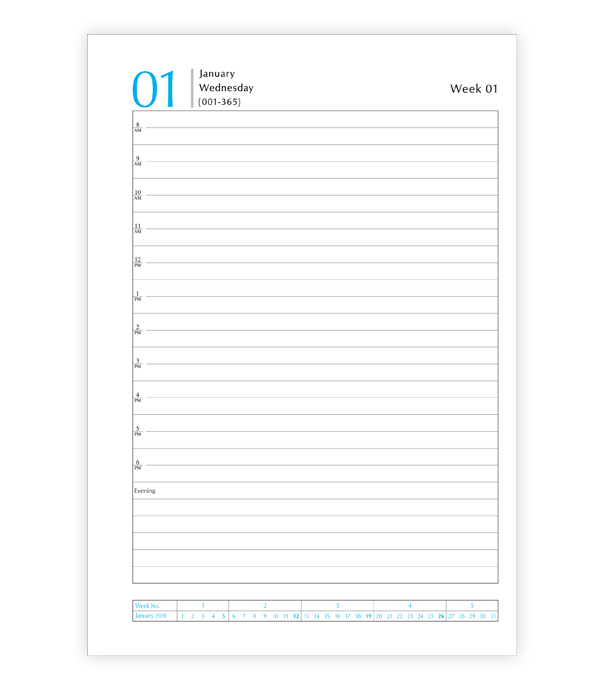 01
January
Wednesday
(001-365)
Week 01
8
AM
9
AM
10
AM
11
AM
12
PM
1
PM
2
PM
3
PM
4
PM
5
PM
6
PM
Evening
Week No. 1 2 3 4 5
January 2020 1 2 3 4 5 6 7 8 9 10 11 12 13 14 15 16 17 18 19 20 21 22 23 24 25 26 27 28 29 30 31